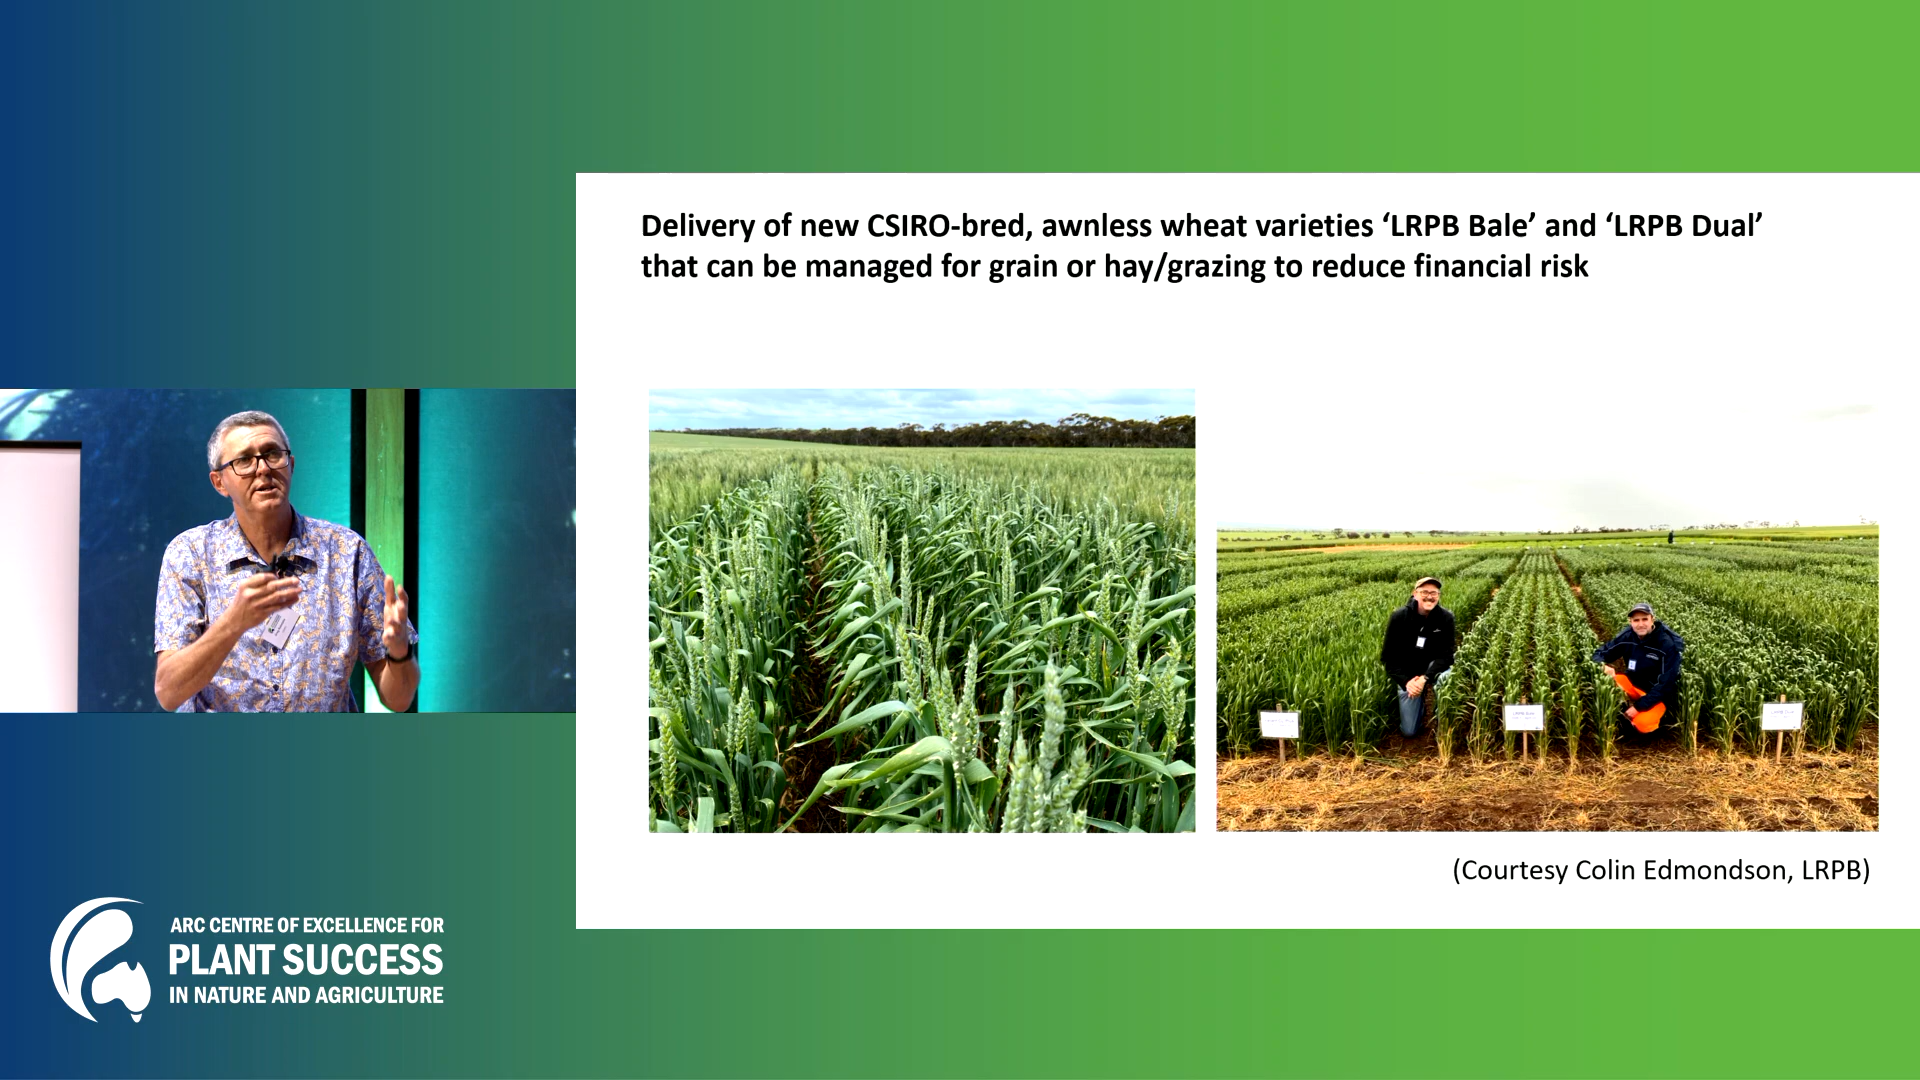 Delivery of new CSIRO-bred, awnless wheat varieties ‘LRPB Bale’ and ‘LRPB Dual’
that can be managed for grain or hay/grazing to reduce financial risk
(Courtesy Colin Edmondson, LRPB)
ARC CENTRE OF EXCELLENCE FOR
PLANT SUCCESS
IN NATURE AND AGRICULTURE